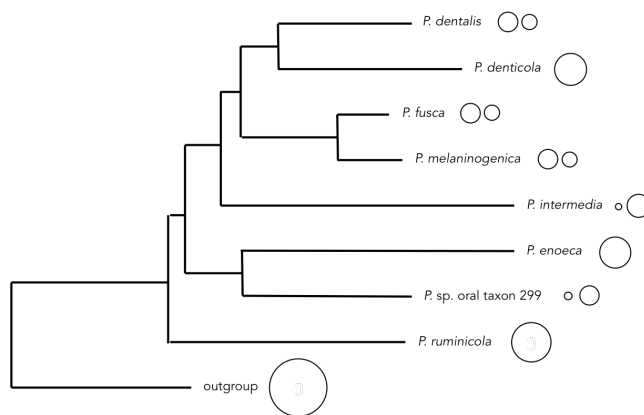 P. dentalis
P. denticola
P. fusca
P. melaninogenica
P. intermedia
P. enoeca
P. sp. oral taxon 299
P. ruminicola
outgroup